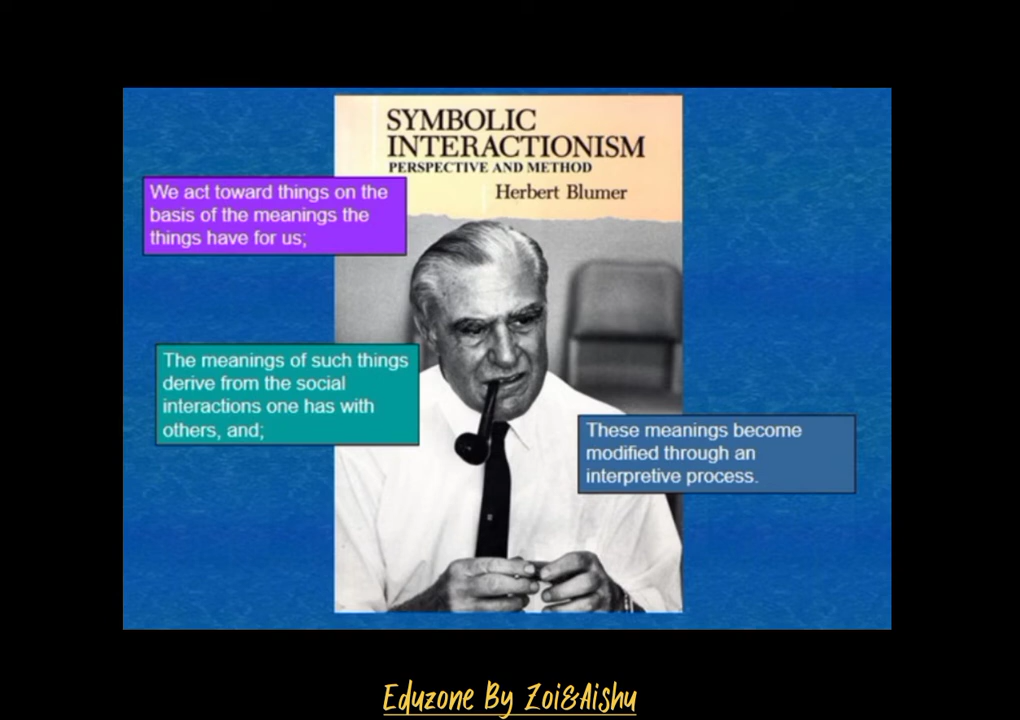 SYMBOLIC
INTERACTIONISM
PERSPECTIVE AND METHOD
Herbert Blumer
We act toward things on the
basis of the meanings the
things have for us;
The meanings of such things
derive from the social
interactions one has with
others, and;
These meanings become
modified through an
interpretive process.
Eduzone By Zoi&Aishu